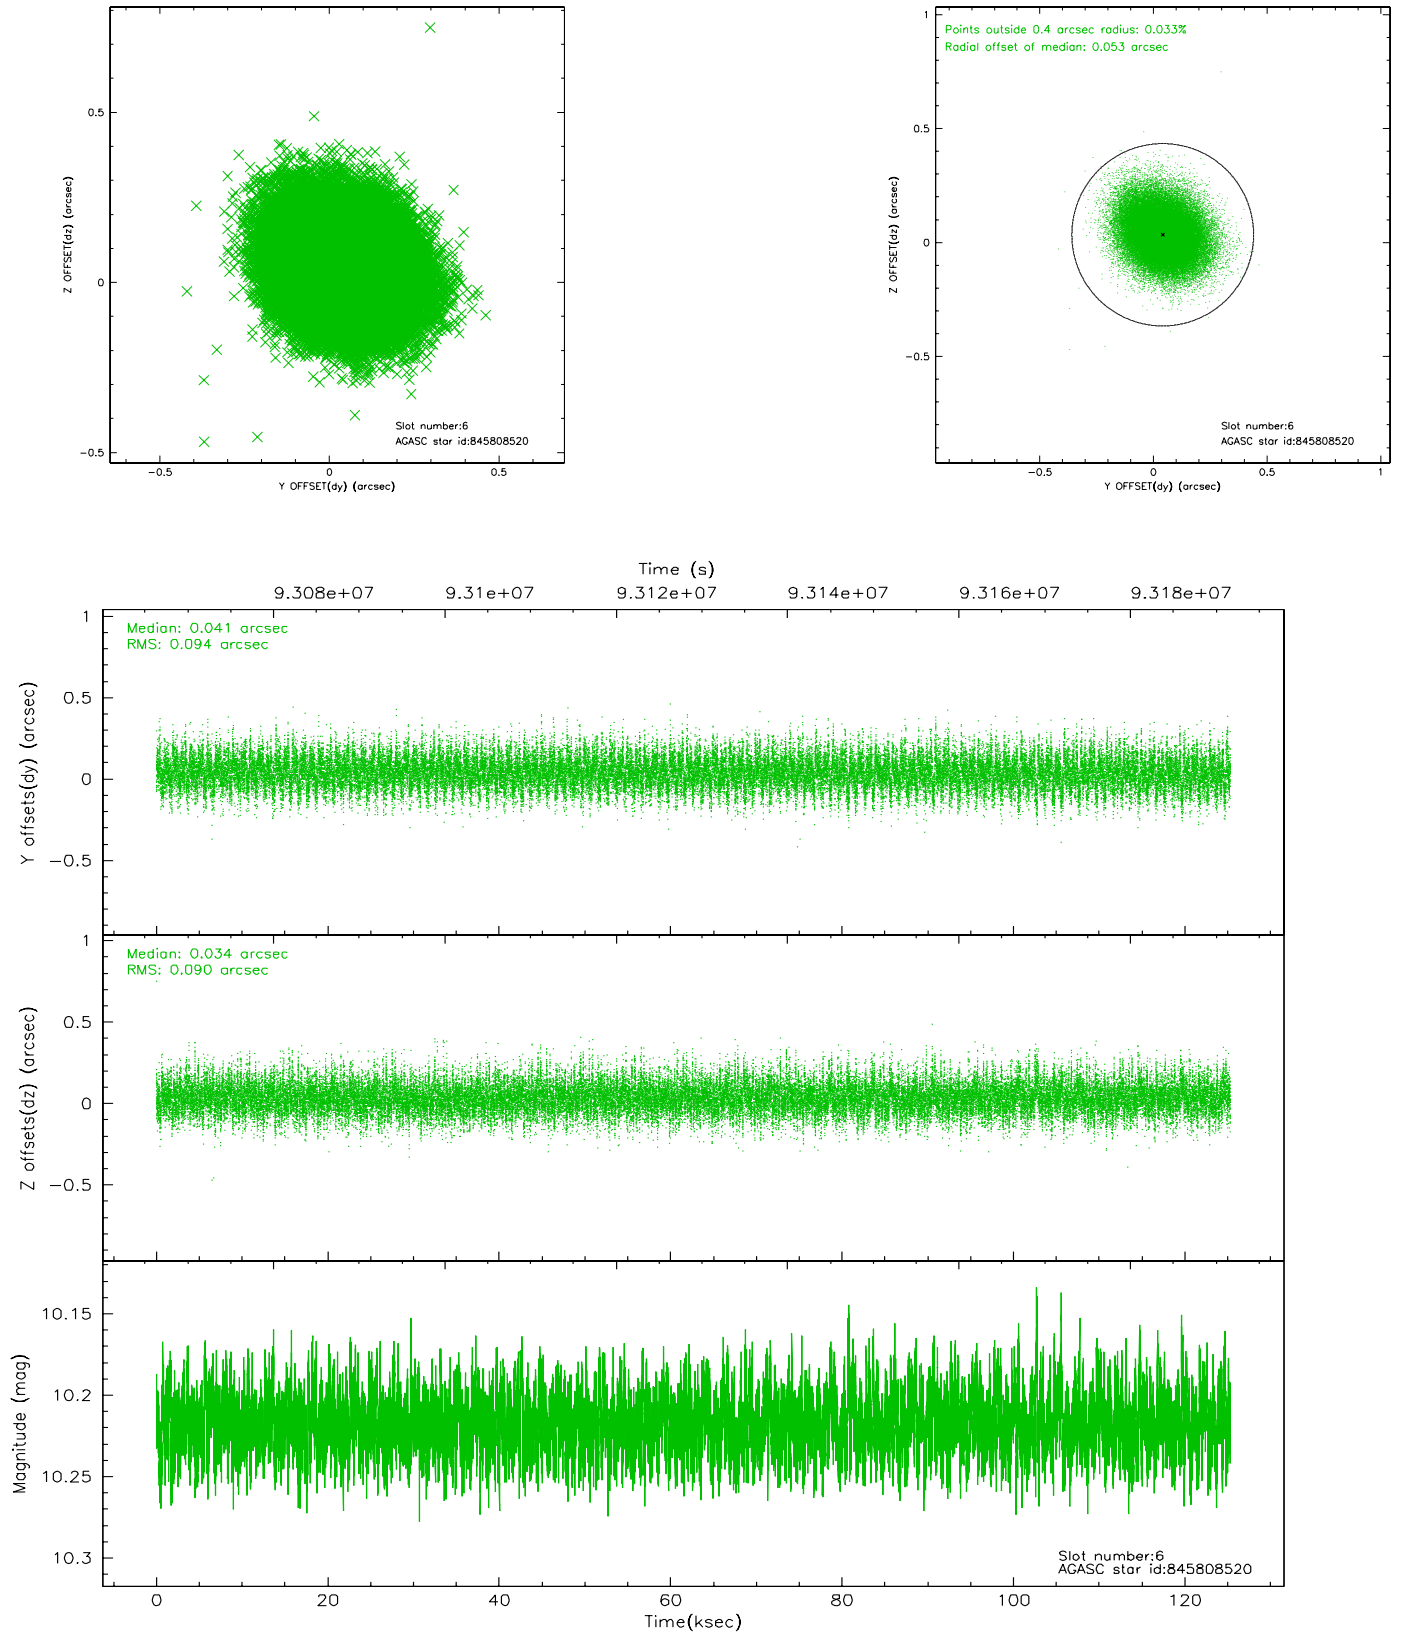 0.5
0
−0.5
Z OFFSET(dz) (arcsec)
Slot number:6
AGASC star id:845808520
−0.5 0 0.5
Y OFFSET(dy) (arcsec)
1
0.5
0
−0.5
Z OFFSET(dz) (arcsec)
Points outside 0.4 arcsec radius: 0.033%
Radial offset of median: 0.053 arcsec
Slot number:6
AGASC star id:845808520
−0.5 0 0.5 1
Y OFFSET(dy) (arcsec)
Time (s)
9.308e+07 9.31e+07 9.312e+07 9.314e+07 9.316e+07 9.318e+07
1
0.5
0
−0.5
Y offsets(dy) (arcsec)
Median: 0.041 arcsec
RMS: 0.094 arcsec
1
0.5
0
−0.5
Z offsets(dz) (arcsec)
Median: 0.034 arcsec
RMS: 0.090 arcsec
10.15
10.2
10.25
10.3
Magnitude (mag)
Slot number:6
AGASC star id:845808520
0 20 40 60 80 100 120
Time(ksec)